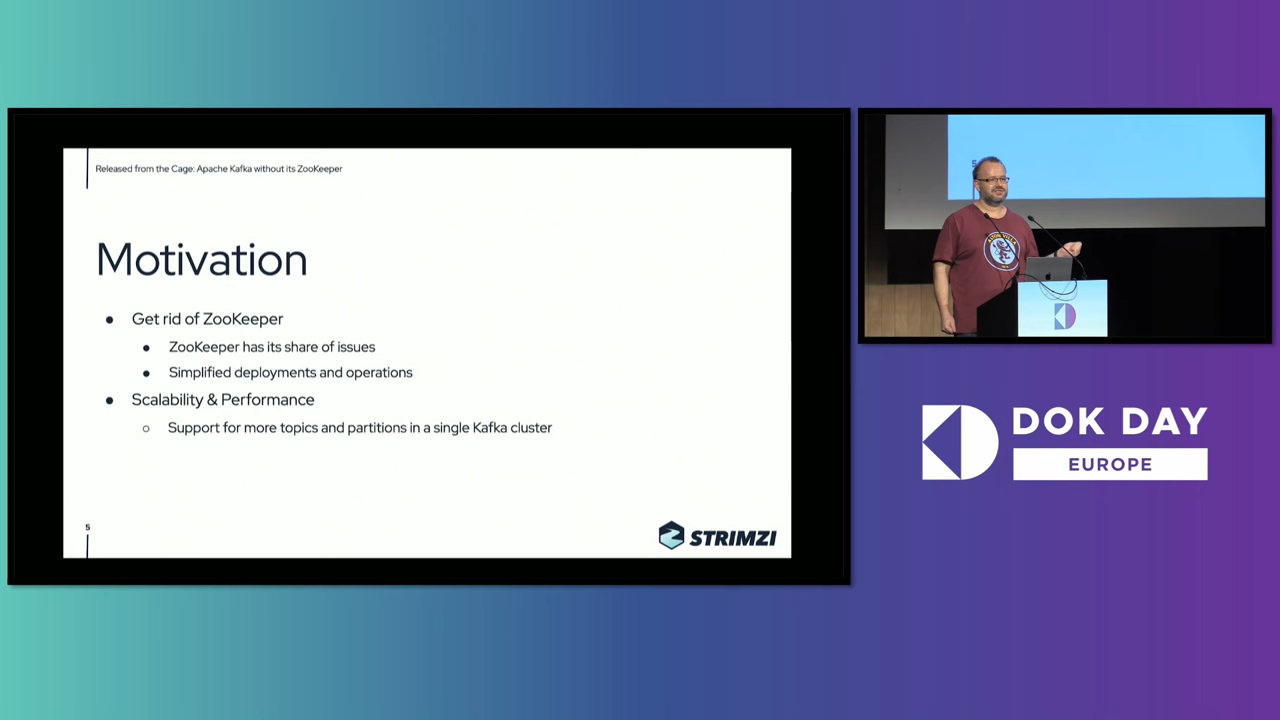 Released from the Cage: Apache Kafka without its ZooKeeper
Motivation
Get rid of ZooKeeper
ZooKeeper has its share of issues
Simplified deployments and operations
Scalability & Performance
Support for more topics and partitions in a single Kafka cluster
5
STRIMZI
ASTON VILLA
DOK DAY
EUROPE